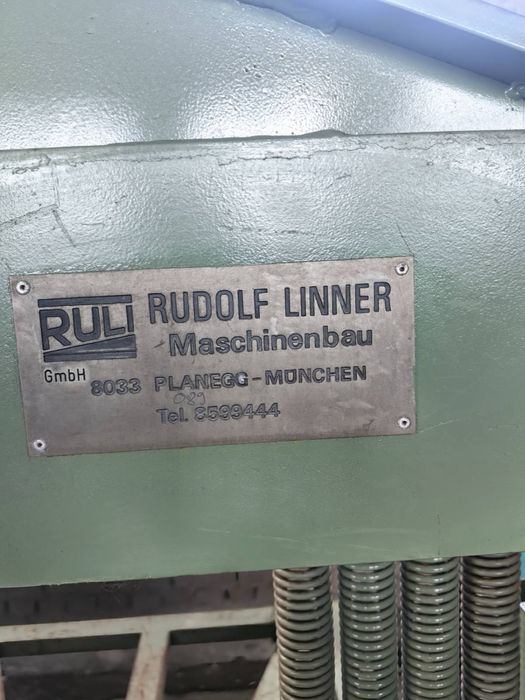 RULI
RUDOLF LINNER
Maschinenbau
GmbH
8033 PLANEGG-MÜNCHEN
089
Tel. 8599444